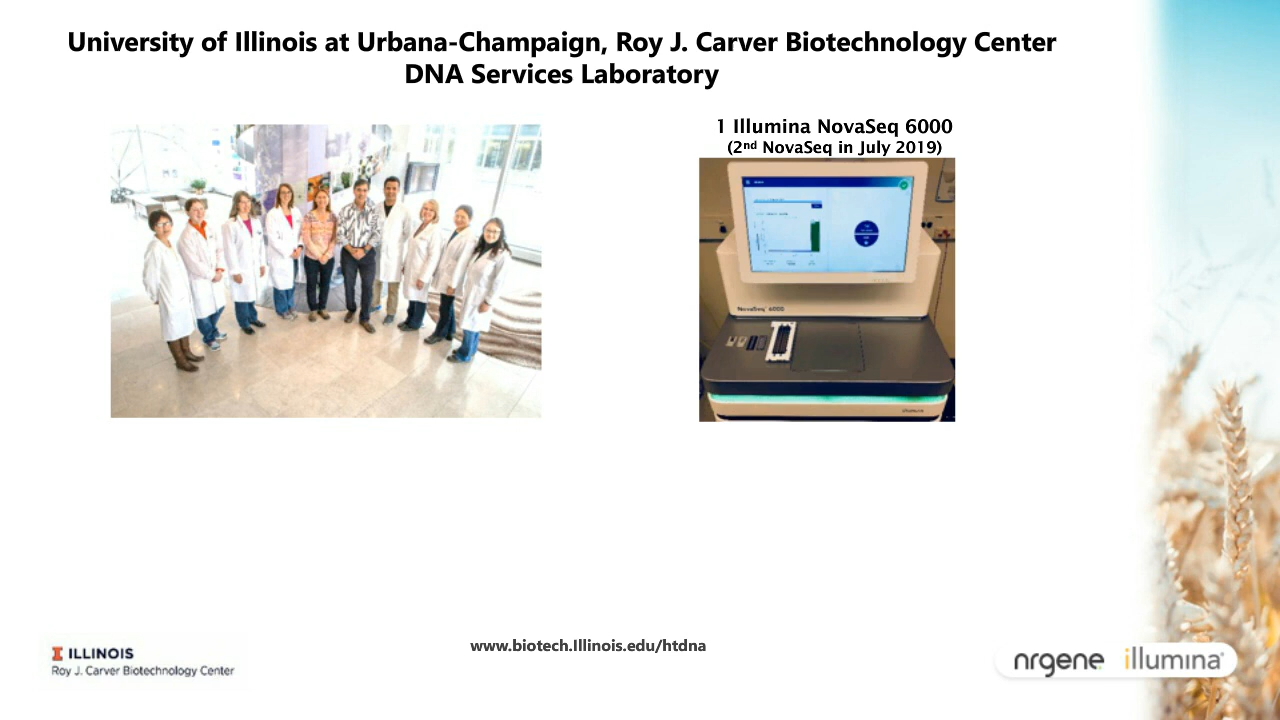 University of Illinois at Urbana-Champaign, Roy J. Carver Biotechnology Center
DNA Services Laboratory
1 Illumina NovaSeq 6000
(2nd NovaSeq in July 2019)
NovaSeq 6000
illumina
www.biotech.Illinois.edu/htdna
I ILLINOIS
Roy J. Carver Biotechnology Center
nrgene illumina®